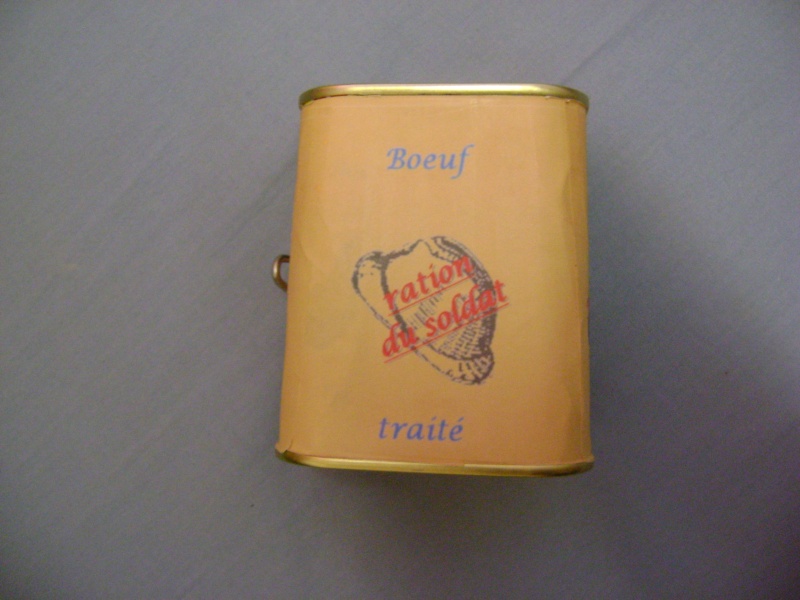 Boeuf
ration
du soldat
traité